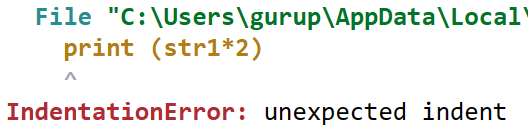 File "C:\Users\gurup\AppData\Local\
print (str1*2)
^
IndentationError: unexpected indent